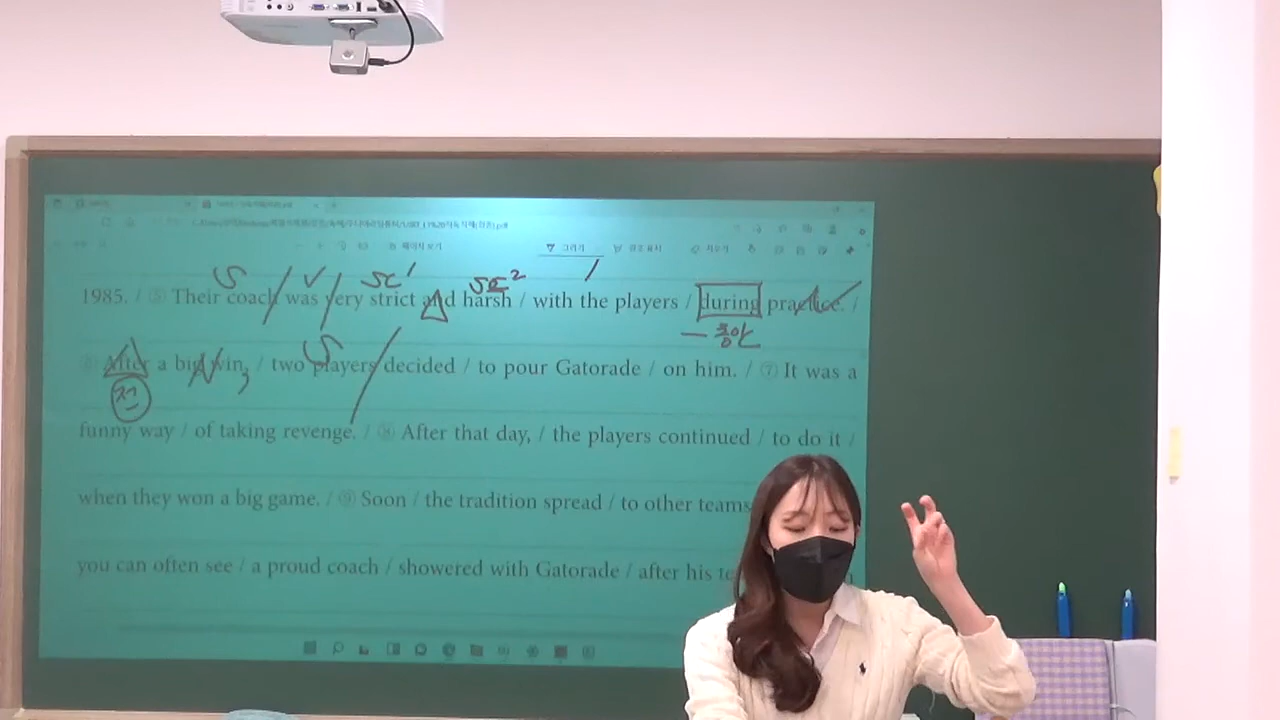 S V SC1 SC2
1985. / ⑤ Their coach / was / very strict and harsh / with the players / during practice. /
— 동안
⑥ After a big win, / two players decided / to pour Gatorade / on him. / ⑦ It was a
전
funny way / of taking revenge. / ⑧ After that day, / the players continued / to do it /
when they won a big game. / ⑨ Soon / the tradition spread / to other teams
you can often see / a proud coach / showered with Gatorade / after his